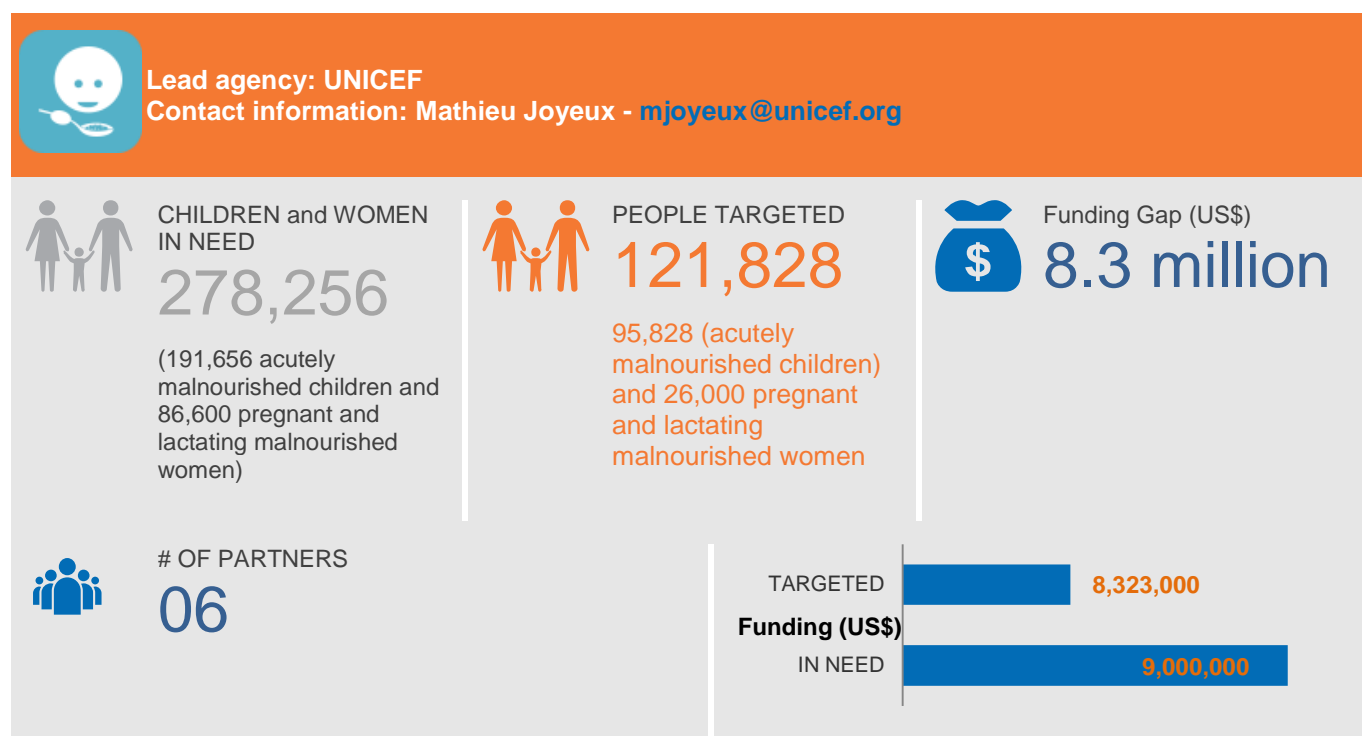 Lead agency: UNICEF
Contact information: Mathieu Joyeux - mjoyeux@unicef.org
CHILDREN and WOMEN
IN NEED
278,256
(191,656 acutely
malnourished children and
86,600 pregnant and
lactating malnourished
women)
PEOPLE TARGETED
121,828
95,828 (acutely
malnourished children)
and 26,000 pregnant
and lactating
malnourished women
$
Funding Gap (US$)
8.3 million
# OF PARTNERS
06
TARGETED
8,323,000
Funding (US$)
IN NEED
9,000,000